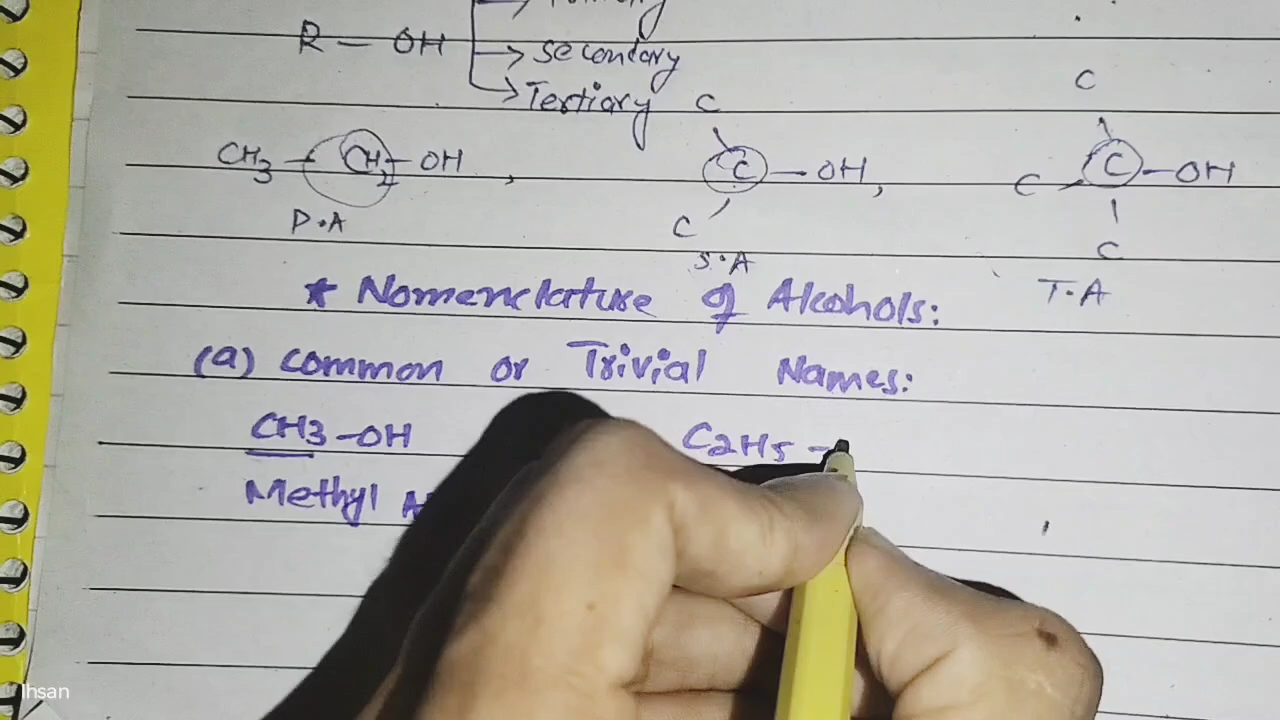 R - OH
→ Secondary
→ Tertiary
CH3 - CH2 - OH , C C - OH, C C C - OH
C C
P.A S.A T.A
* Nomenclature of Alcohols:
(a) Common or Trivial Names:
CH3 - OH C2H5 -
Methyl
Ihsan